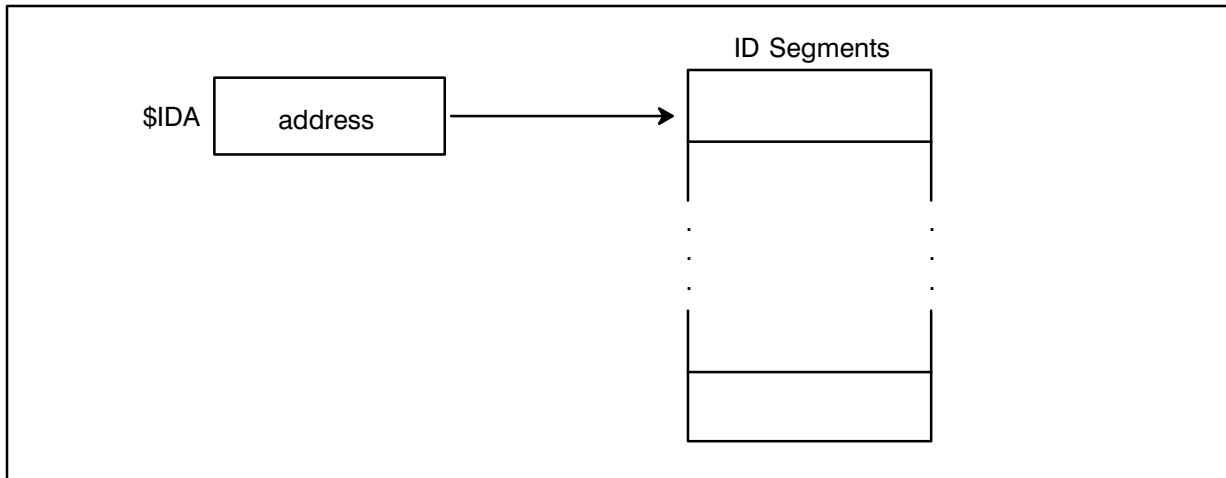 ID Segments
$IDA
address
.
.
.
.
.
.